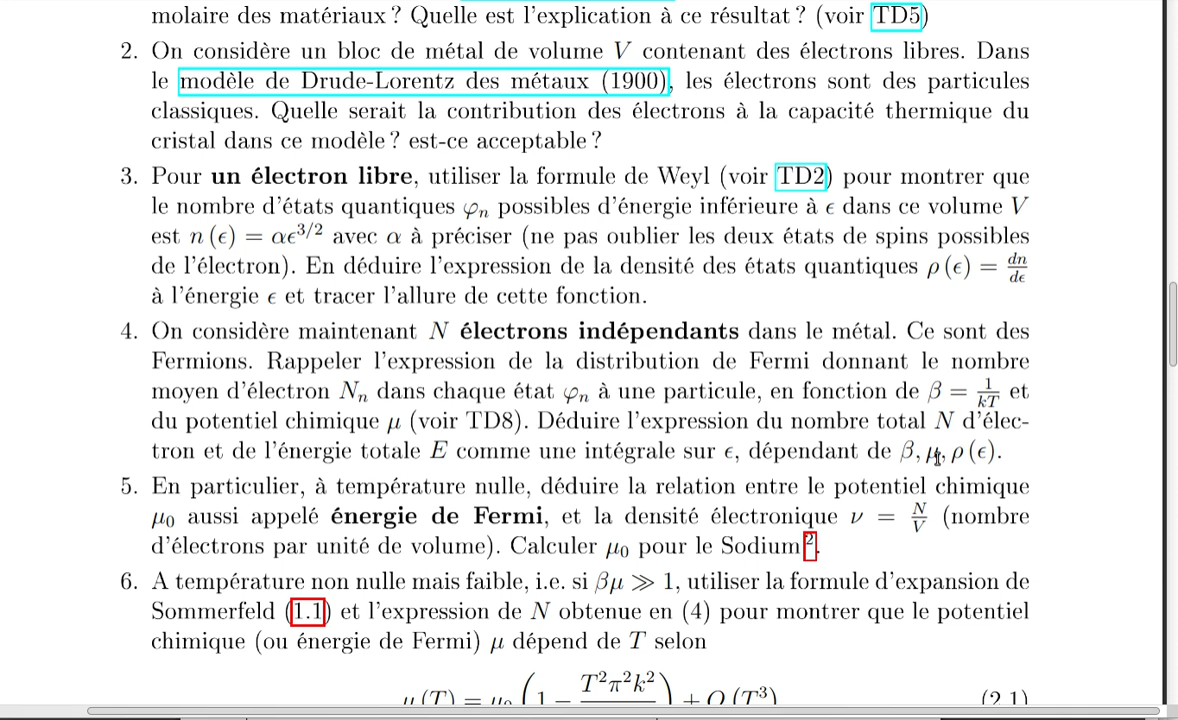 molaire des matériaux ? Quelle est l'explication à ce résultat ? (voir TD5)
2. On considère un bloc de métal de volume V contenant des électrons libres. Dans
le modèle de Drude-Lorentz des métaux (1900), les électrons sont des particules
classiques. Quelle serait la contribution des électrons à la capacité thermique du
cristal dans ce modèle ? est-ce acceptable ?
3. Pour un électron libre, utiliser la formule de Weyl (voir TD2) pour montrer que
le nombre d'états quantiques φₙ possibles d'énergie inférieure à ϵ dans ce volume V
est n (ϵ) = αϵ^{3/2} avec α à préciser (ne pas oublier les deux états de spins possibles
de l'électron). En déduire l'expression de la densité des états quantiques ρ (ϵ) = dn/dϵ
à l'énergie ϵ et tracer l'allure de cette fonction.
4. On considère maintenant N électrons indépendants dans le métal. Ce sont des
Fermions. Rappeler l'expression de la distribution de Fermi donnant le nombre
moyen d'électron Nₙ dans chaque état φₙ à une particule, en fonction de β = 1/kT et
du potentiel chimique μ (voir TD8). Déduire l'expression du nombre total N d'élec-
tron et de l'énergie totale E comme une intégrale sur ϵ, dépendant de β, μ, ρ (ϵ).
5. En particulier, à température nulle, déduire la relation entre le potentiel chimique
μ₀ aussi appelé énergie de Fermi, et la densité électronique ν = N/V (nombre
d'électrons par unité de volume). Calculer μ₀ pour le Sodium ².
6. A température non nulle mais faible, i.e. si βμ ≫ 1, utiliser la formule d'expansion de
Sommerfeld (1.1) et l'expression de N obtenue en (4) pour montrer que le potentiel
chimique (ou énergie de Fermi) μ dépend de T selon
μ (T) = μ₀ (1 − T²π²k²) + O (T³) (2.1)